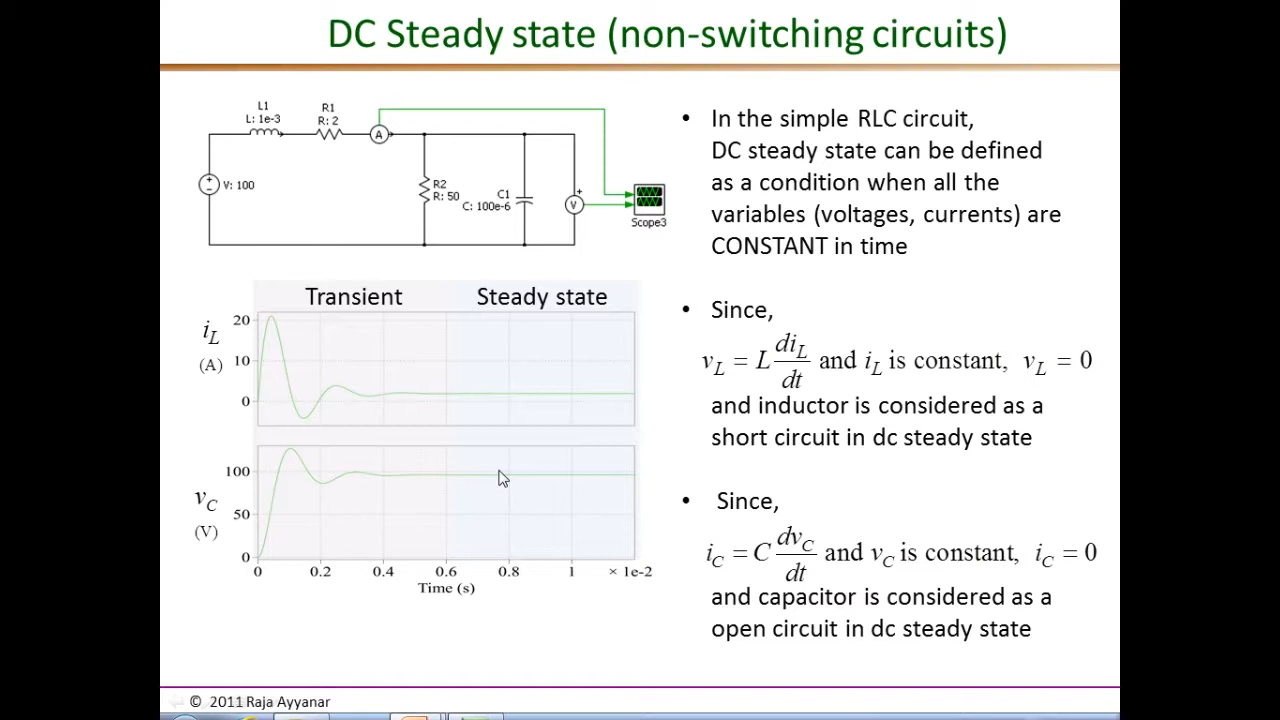 DC Steady state (non-switching circuits)
L1
L: 1e-3
R1
R: 2
A
V: 100
R2
R: 50
C1
C: 100e-6
V
Scope3
Transient
Steady state
iL
(A)
20
10
0
vC
(V)
100
50
0
0 0.2 0.4 0.6 0.8 1 × 1e-2
Time (s)
• In the simple RLC circuit,
DC steady state can be defined
as a condition when all the
variables (voltages, currents) are
CONSTANT in time
• Since,
vL = L diL/dt and iL is constant, vL = 0
and inductor is considered as a
short circuit in dc steady state
• Since,
iC = C dvC/dt and vC is constant, iC = 0
and capacitor is considered as a
open circuit in dc steady state
© 2011 Raja Ayyanar